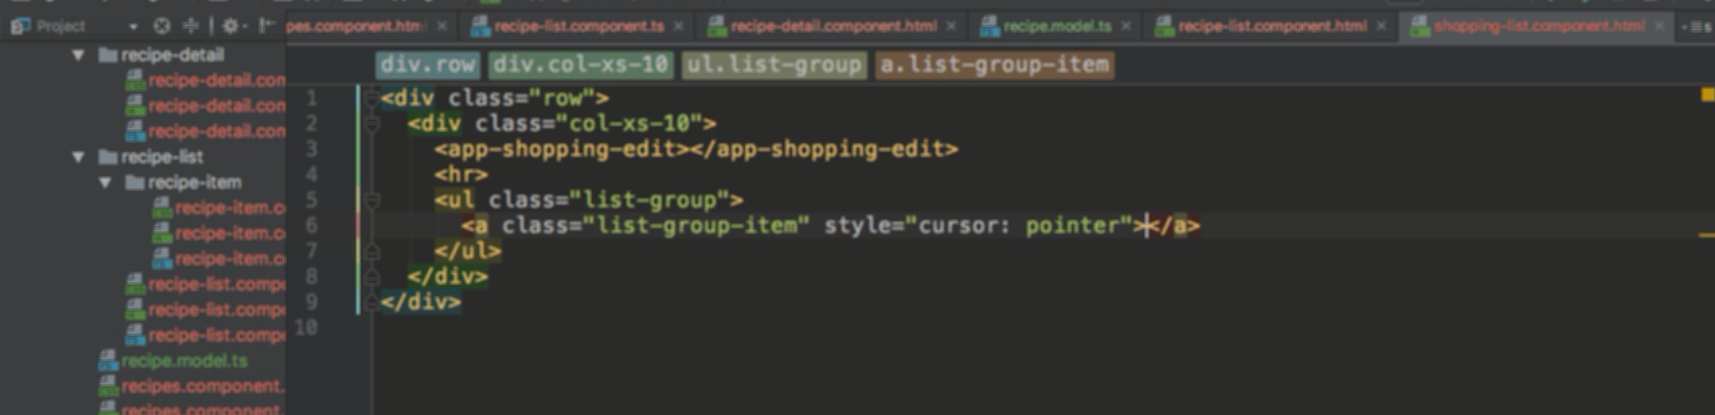 Project
pes.component.html
recipe-list.component.ts
recipe-detail.component.html
recipe.model.ts
recipe-list.component.html
shopping-list.component.html
recipe-detail
recipe-detail.com
recipe-detail.com
recipe-detail.com
recipe-list
recipe-item
recipe-item.c
recipe-item.c
recipe-item.c
recipe-list.comp
recipe-list.comp
recipe-list.comp
recipe.model.ts
recipes.component.
recipes.component.
div.row div.col-xs-10 ul.list-group a.list-group-item
1 <div class="row">
2 <div class="col-xs-10">
3 <app-shopping-edit></app-shopping-edit>
4 <hr>
5 <ul class="list-group">
6 <a class="list-group-item" style="cursor: pointer"></a>
7 </ul>
8 </div>
9 </div>
10